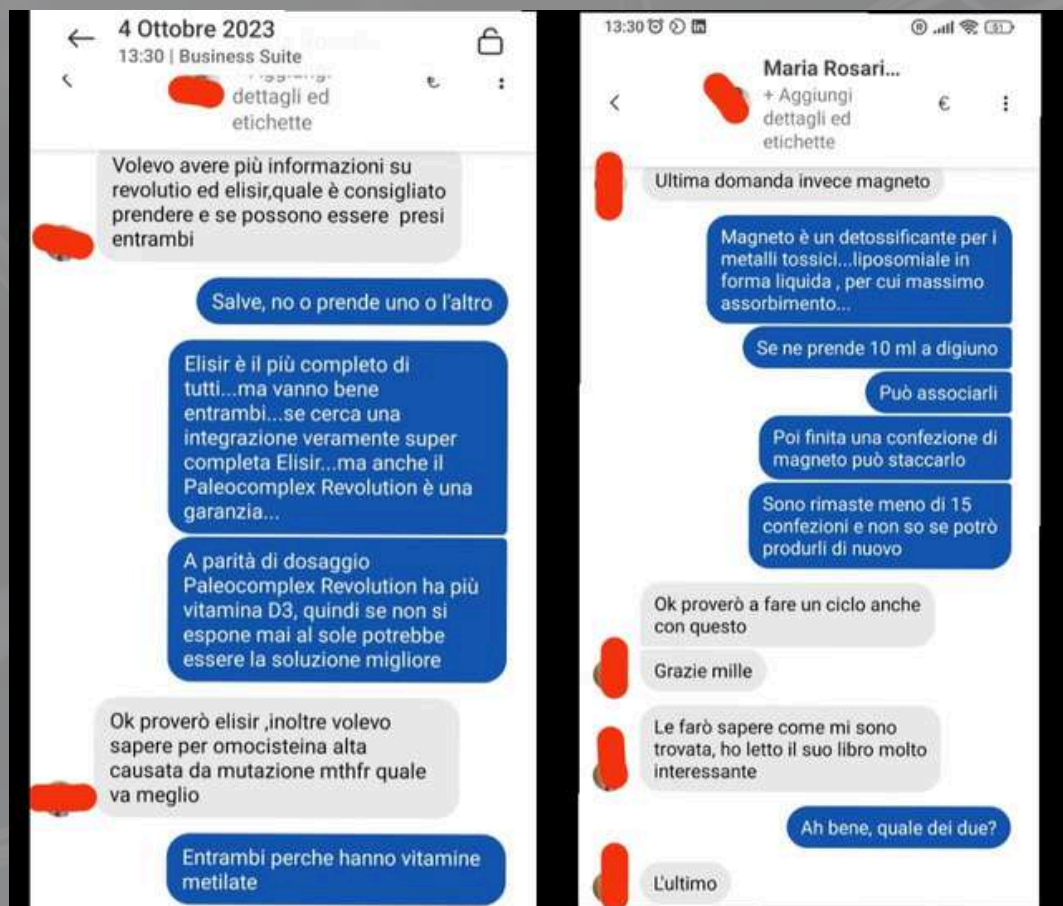 4 Ottobre 2023
13:30 | Business Suite
dettagli ed
etichette
Volevo avere più informazioni su
revolutio ed elisir,quale è consigliato
prendere e se possono essere presi
entrambi
Salve, no o prende uno o l'altro
Elisir è il più completo di
tutti...ma vanno bene
entrambi...se cerca una
integrazione veramente super
completa Elisir...ma anche il
Paleocomplex Revolution è una
garanzia...
A parità di dosaggio
Paleocomplex Revolution ha più
vitamina D3, quindi se non si
espone mai al sole potrebbe
essere la soluzione migliore
Ok proverò elisir ,inoltre volevo
sapere per omocisteina alta
causata da mutazione mthfr quale
va meglio
Entrambi perche hanno vitamine
metilate
13:30
Maria Rosari...
+ Aggiungi
dettagli ed
etichette
€
Ultima domanda invece magneto
Magneto è un detossificante per i
metalli tossici...liposomiale in
forma liquida , per cui massimo
assorbimento...
Se ne prende 10 ml a digiuno
Può associarli
Poi finita una confezione di
magneto può staccarlo
Sono rimaste meno di 15
confezioni e non so se potrò
produrli di nuovo
Ok proverò a fare un ciclo anche
con questo
Grazie mille
Le farò sapere come mi sono
trovata, ho letto il suo libro molto
interessante
Ah bene, quale dei due?
L'ultimo